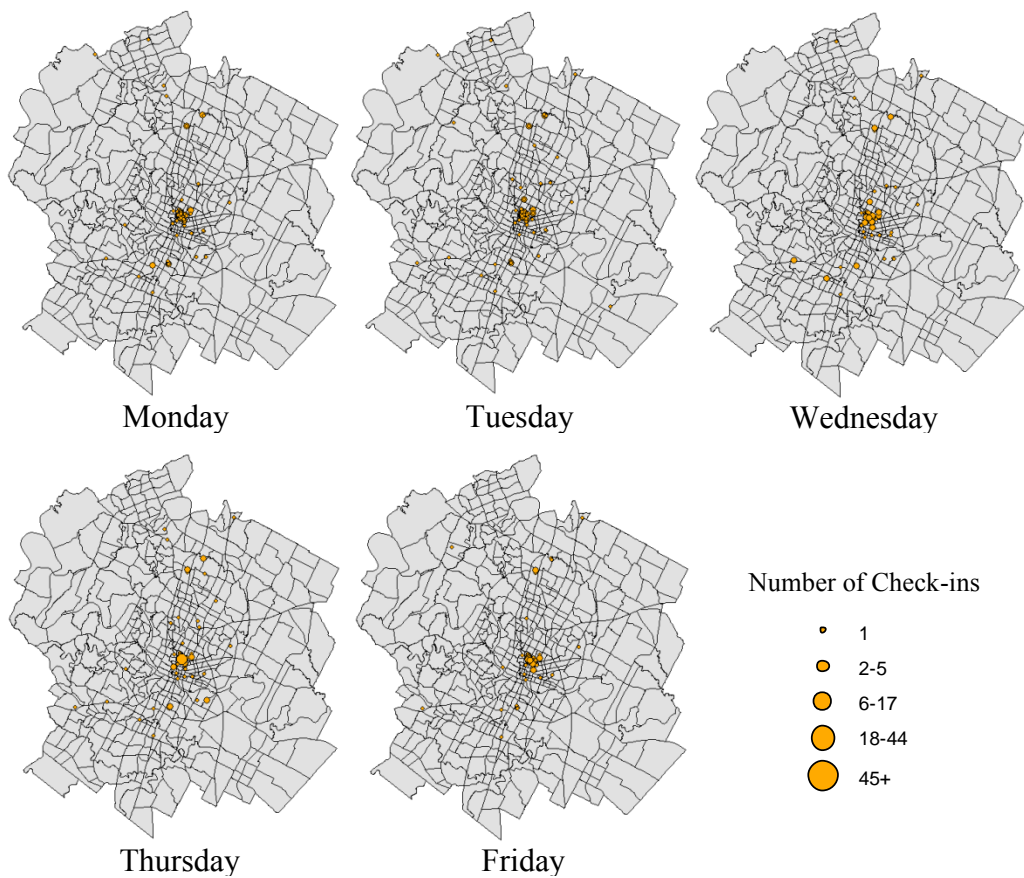 Monday
Tuesday
Wednesday
Thursday
Friday
Number of Check-ins
1
2-5
6-17
18-44
45+